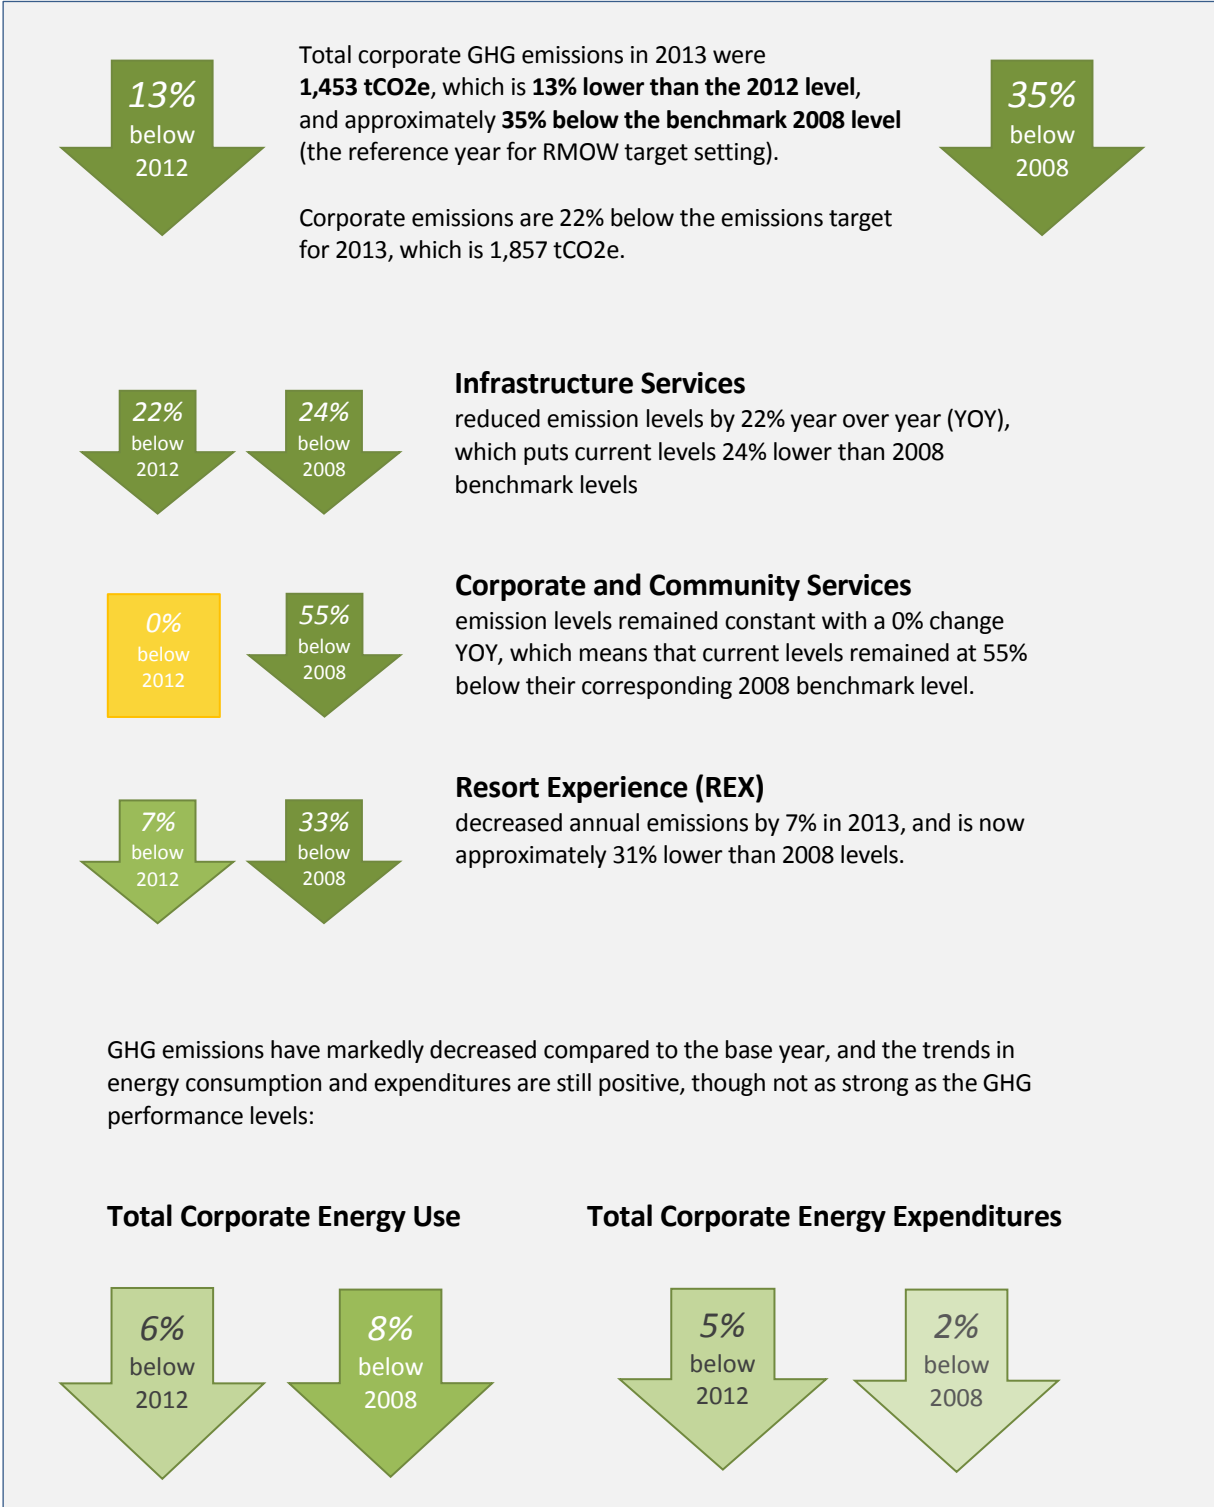 13%
below
2012
Total corporate GHG emissions in 2013 were
1,453 tCO2e, which is 13% lower than the 2012 level,
and approximately 35% below the benchmark 2008 level
(the reference year for RMOW target setting).
Corporate emissions are 22% below the emissions target
for 2013, which is 1,857 tCO2e.
35%
below
2008
22%
below
2012
24%
below
2008
Infrastructure Services
reduced emission levels by 22% year over year (YOY),
which puts current levels 24% lower than 2008
benchmark levels
0%
below
2012
55%
below
2008
Corporate and Community Services
emission levels remained constant with a 0% change
YOY, which means that current levels remained at 55%
below their corresponding 2008 benchmark level.
7%
below
2012
33%
below
2008
Resort Experience (REX)
decreased annual emissions by 7% in 2013, and is now
approximately 31% lower than 2008 levels.
GHG emissions have markedly decreased compared to the base year, and the trends in
energy consumption and expenditures are still positive, though not as strong as the GHG
performance levels:
Total Corporate Energy Use
6%
below
2012
8%
below
2008
Total Corporate Energy Expenditures
5%
below
2012
2%
below
2008